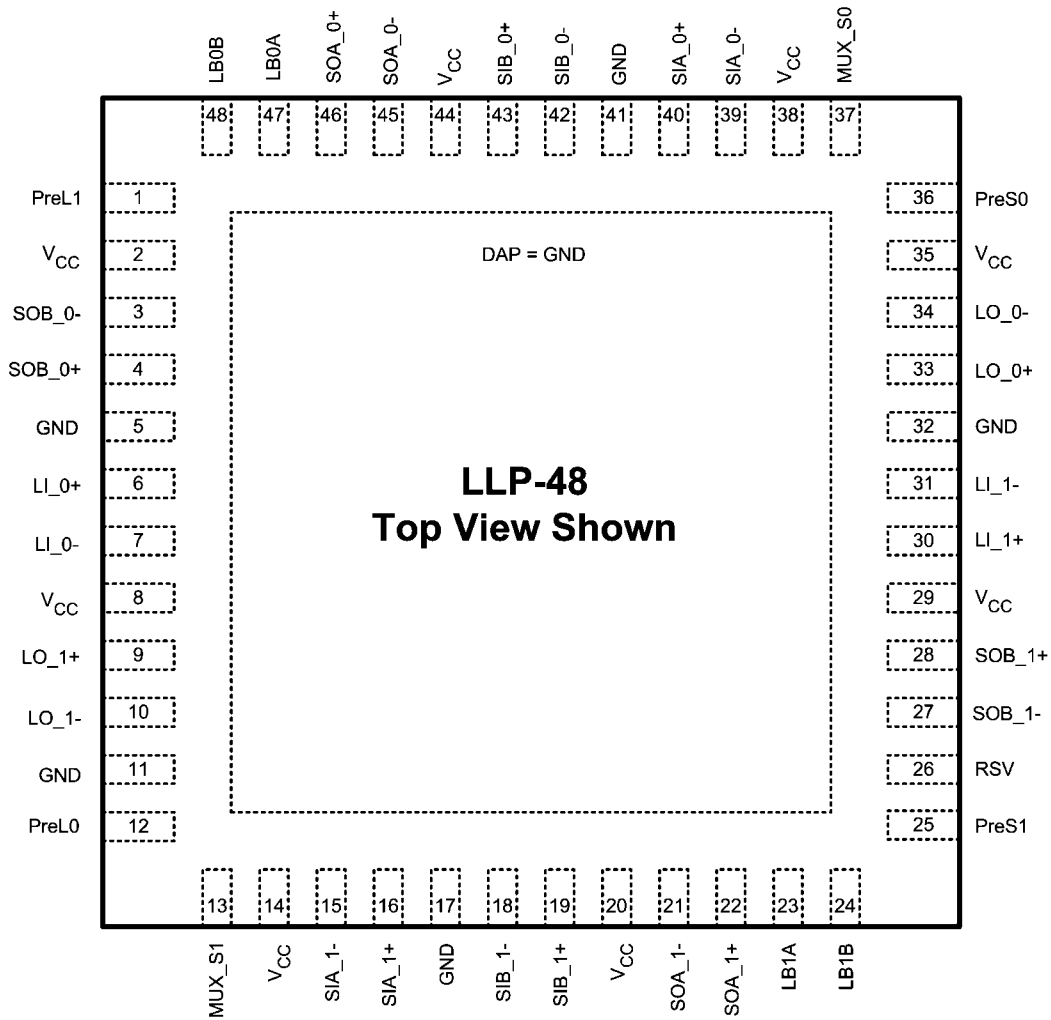 LB0B
LB0A
SOA_0+
SOA_0-
VCC
SIB_0+
SIB_0-
GND
SIA_0+
SIA_0-
VCC
MUX_S0
48 47 46 45 44 43 42 41 40 39 38 37
PreL1 1
VCC 2
SOB_0- 3
SOB_0+ 4
GND 5
LI_0+ 6
LI_0- 7
VCC 8
LO_1+ 9
LO_1- 10
GND 11
PreL0 12
DAP = GND
LLP-48
Top View Shown
36 PreS0
35 VCC
34 LO_0-
33 LO_0+
32 GND
31 LI_1-
30 LI_1+
29 VCC
28 SOB_1+
27 SOB_1-
26 RSV
25 PreS1
13 14 15 16 17 18 19 20 21 22 23 24
MUX_S1
VCC
SIA_1-
SIA_1+
GND
SIB_1-
SIB_1+
VCC
SOA_1-
SOA_1+
LB1A
LB1B